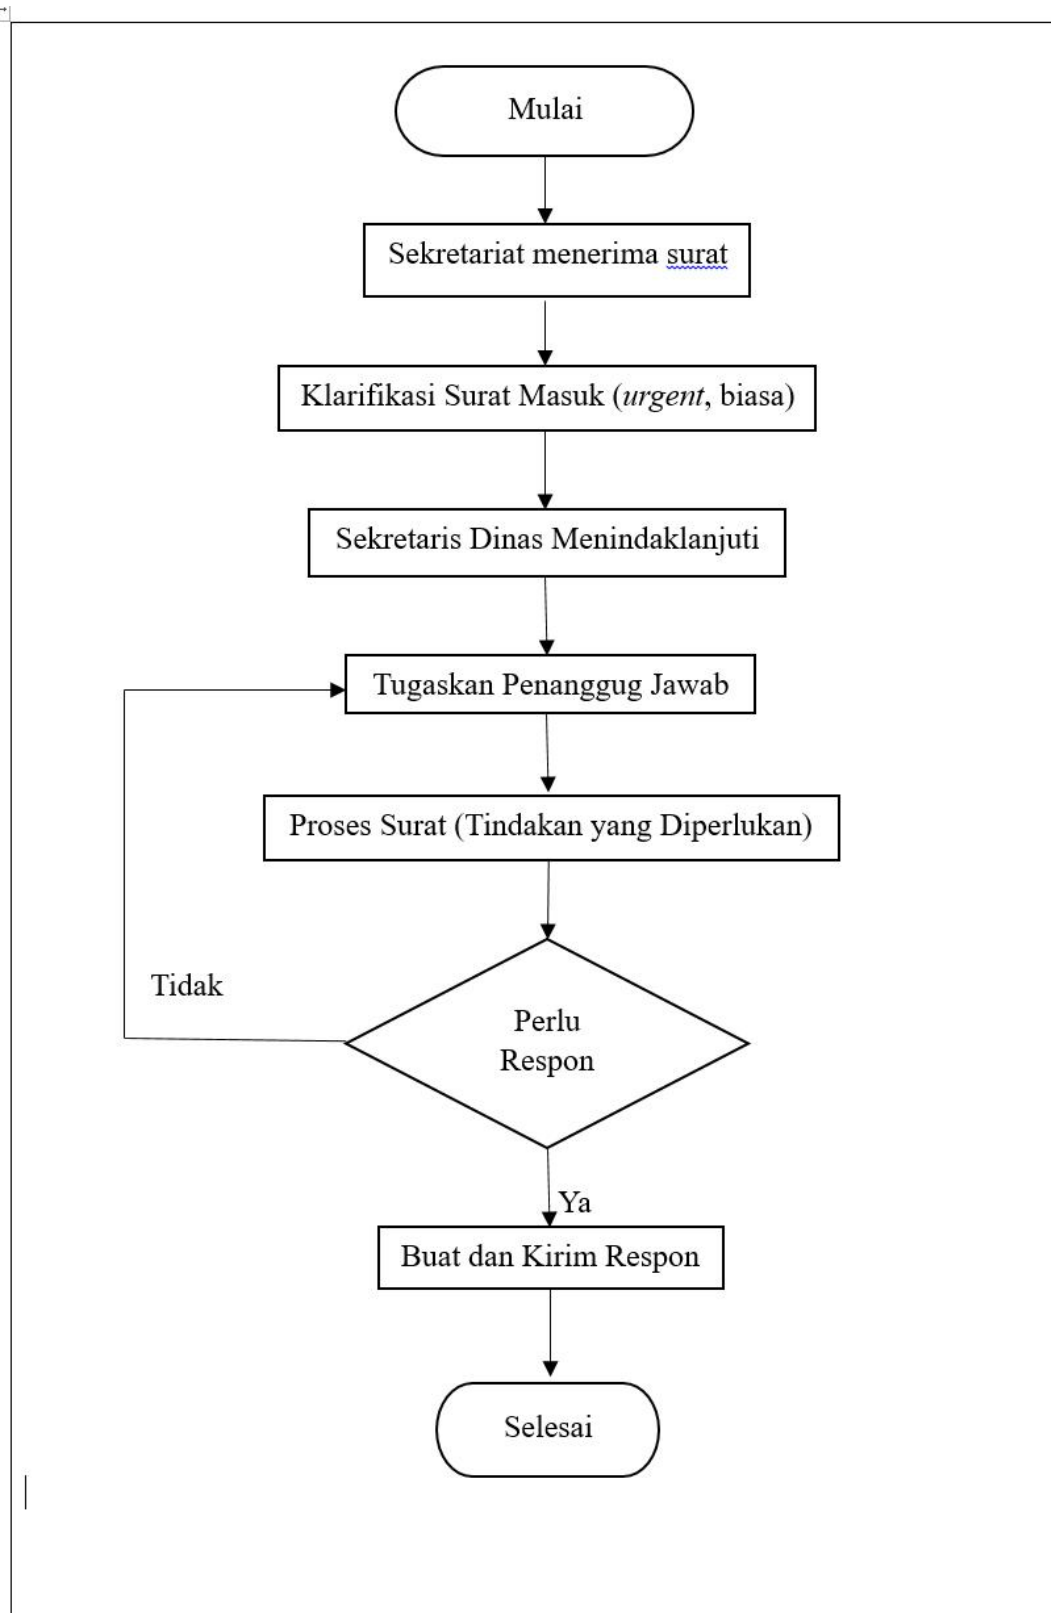 Mulai
Sekretariat menerima surat
Klarifikasi Surat Masuk (urgent, biasa)
Sekretaris Dinas Menindaklanjuti
Tugaskan Penanggug Jawab
Proses Surat (Tindakan yang Diperlukan)
Tidak
Perlu
Respon
Ya
Buat dan Kirim Respon
Selesai